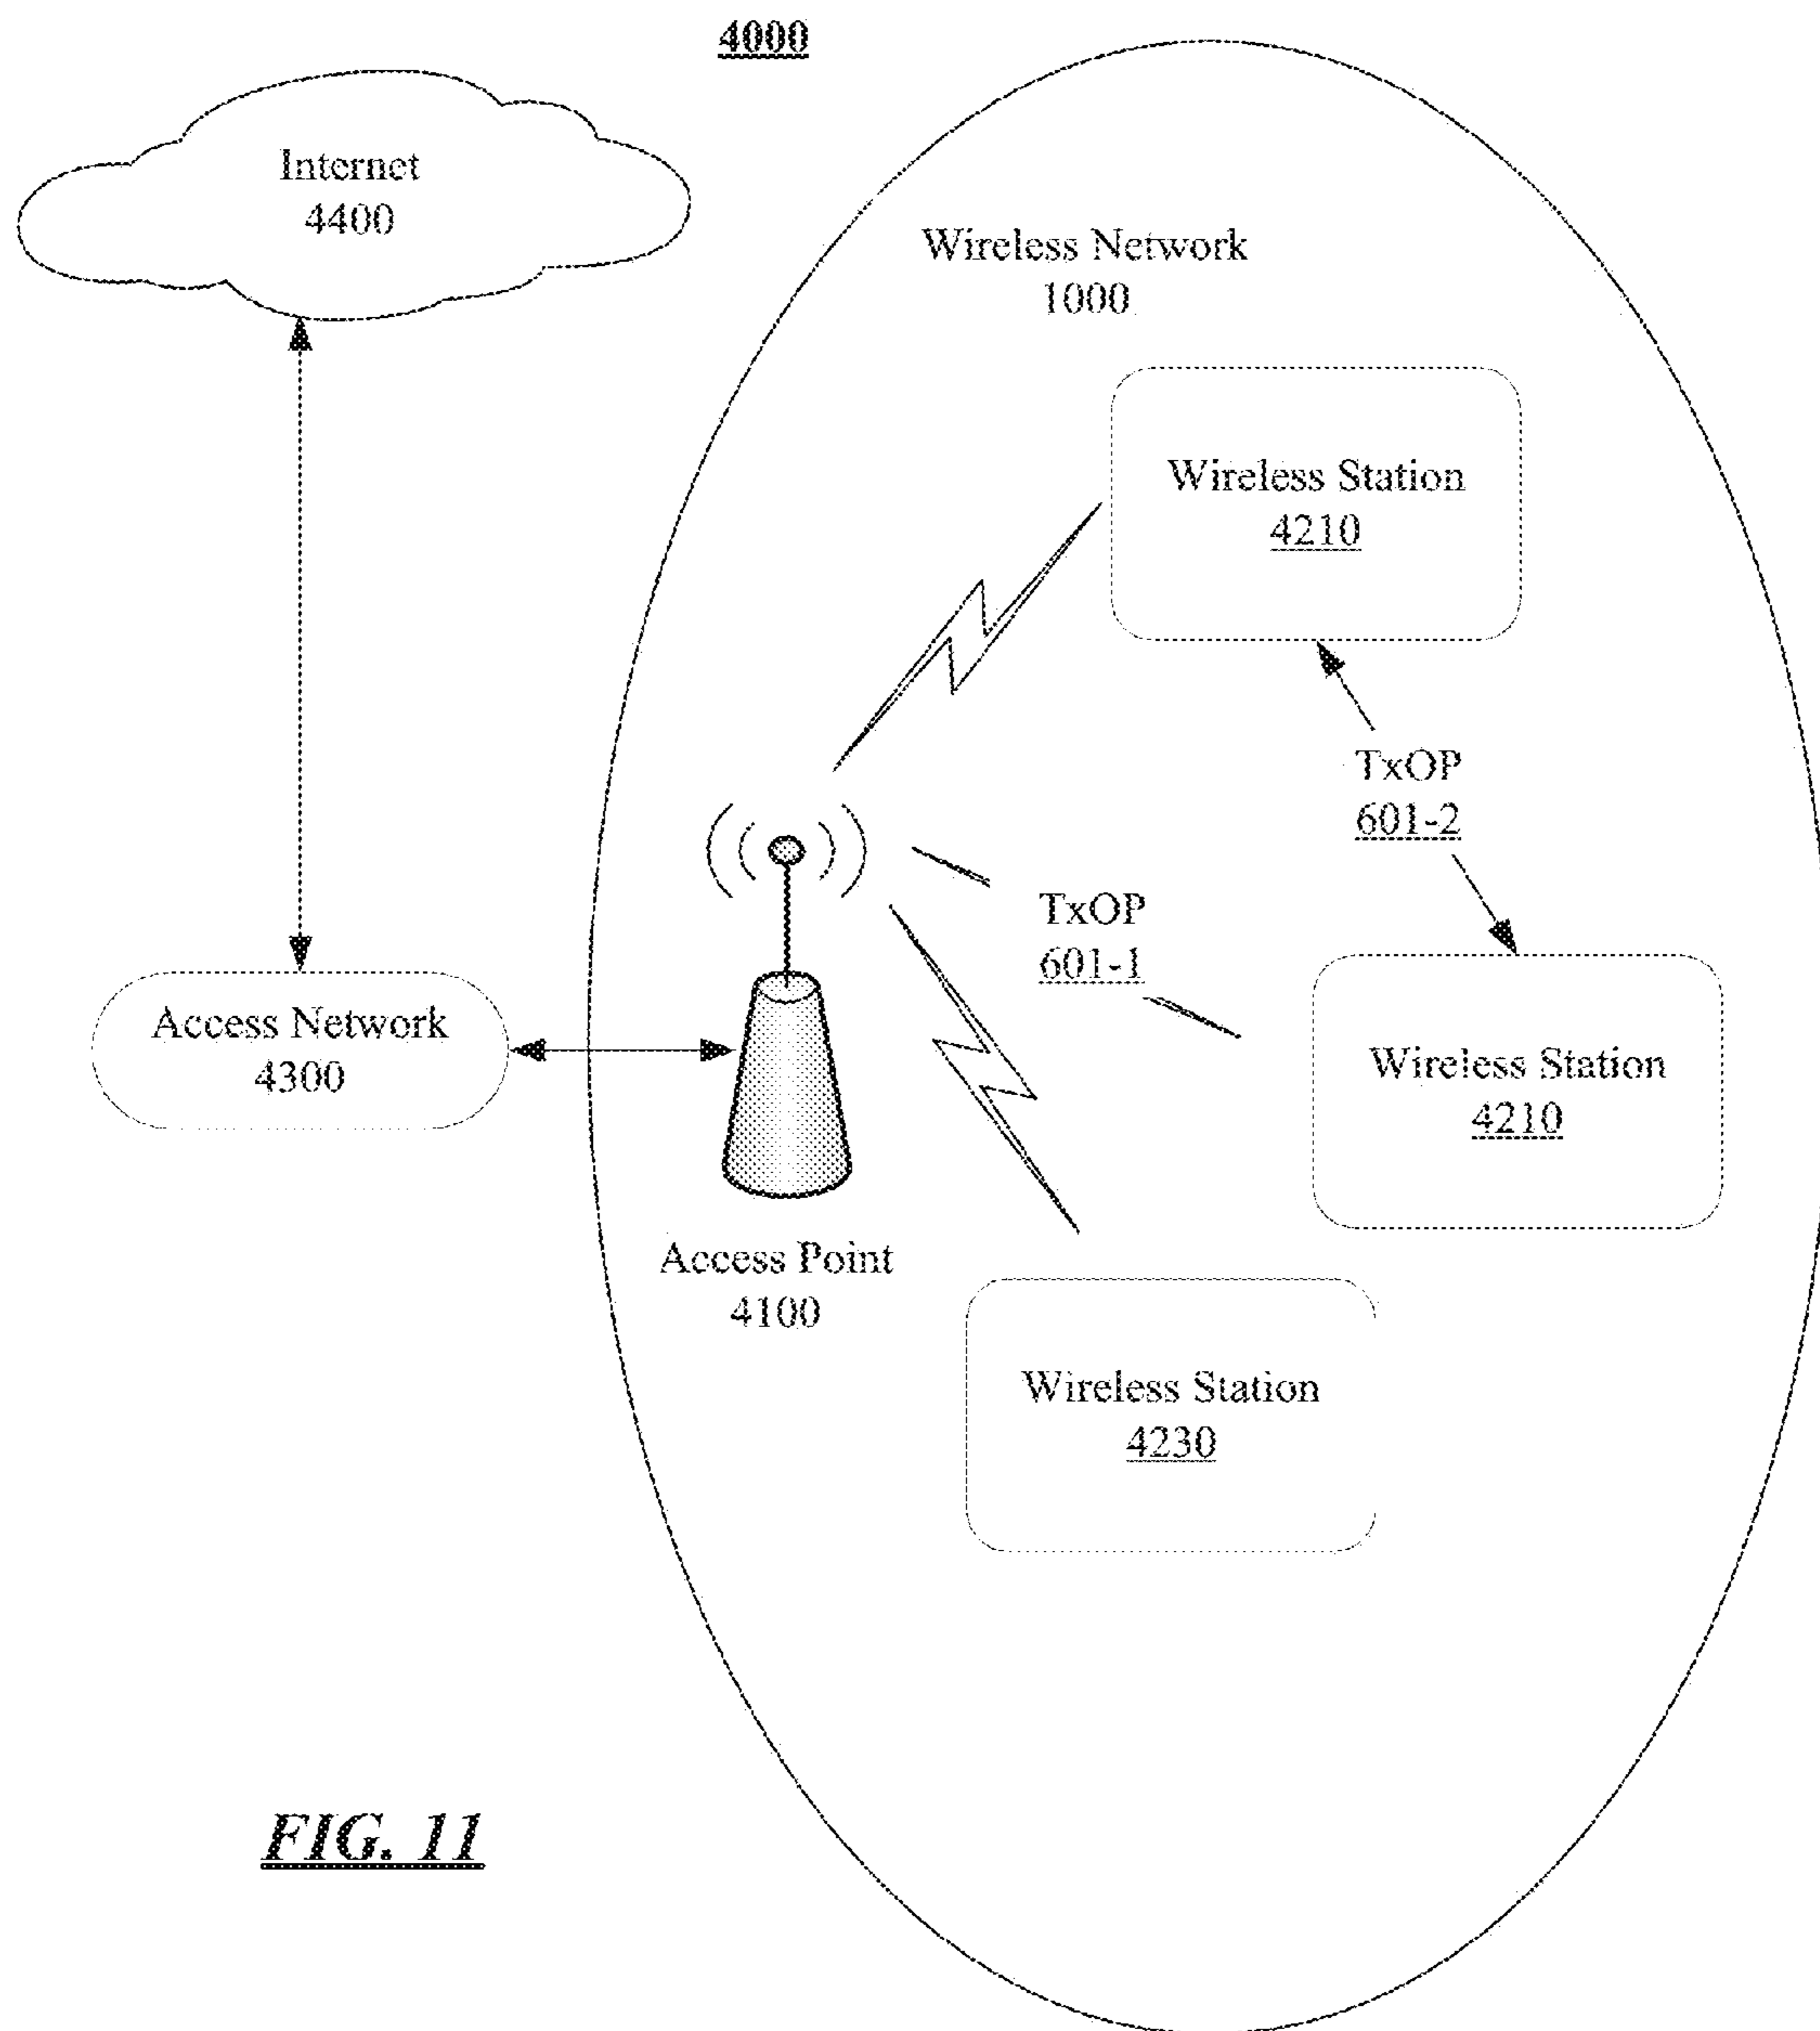 4000
Internet
4400
Wireless Network
1000
Wireless Station
4210
TxOP
601-2
TxOP
601-1
Access Network
4300
Wireless Station
4210
Access Point
4100
Wireless Station
4230
FIG. 11